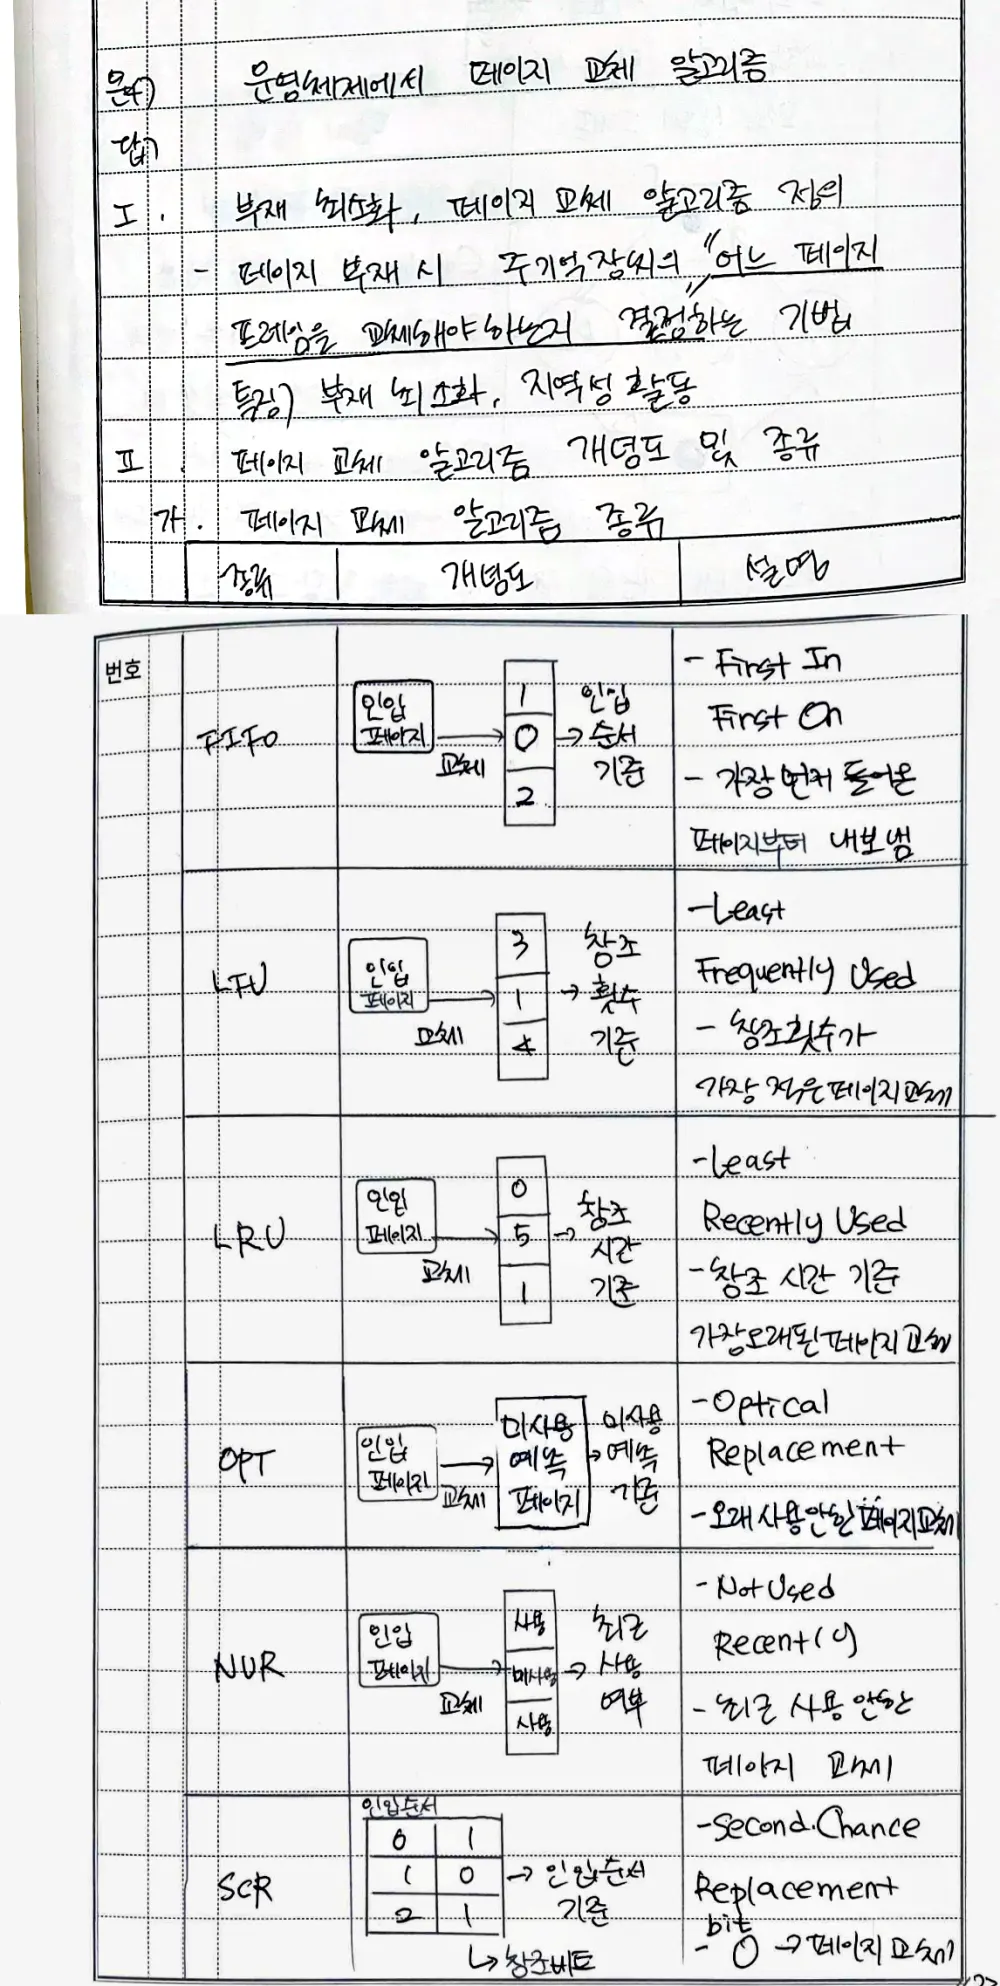 문4) 운영체제에서 페이지 교체 알고리즘
답)
I. 부재 최소화, 페이지 교체 알고리즘 정의
- 페이지 부재 시 주기억장치의 "어느 페이지
프레임을 교체해야 하는지 결정"하는 기법
특징) 부재 최소화, 지역성 활용
II. 페이지 교체 알고리즘 개념도 및 종류
가. 페이지 교체 알고리즘 종류
종류 개념도 설명
번호
FIFO
인입
페이지
교체
1
0
2
→ 인입
순서
기준
- First In
First On
- 가장 먼저 들어온
페이지부터 내보냄
LFU
인입
페이지
교체
3
1
4
→ 참조
횟수
기준
- Least
Frequently Used
- 참조횟수가
가장 적은 페이지 교체
LRU
인입
페이지
교체
0
5
1
→ 참조
시간
기준
- Least
Recently Used
- 참조 시간 기준
가장오래된 페이지 교체
OPT
인입
페이지
교체
미사용
예측
페이지
→ 미사용
예측
기준
- Optical
Replacement
- 오래 사용안할 페이지교체
NUR
인입
페이지
교체
사용
미사용
사용
→ 최근
사용
여부
- Not Used
Recently
- 최근 사용 안한
페이지 교체
SCR
인입순서
0 1
1 0
2 1
→ 인입순서
기준
↳ 참조비트
- Second. Chance
Replacement
bit
- 0 → 페이지 교체